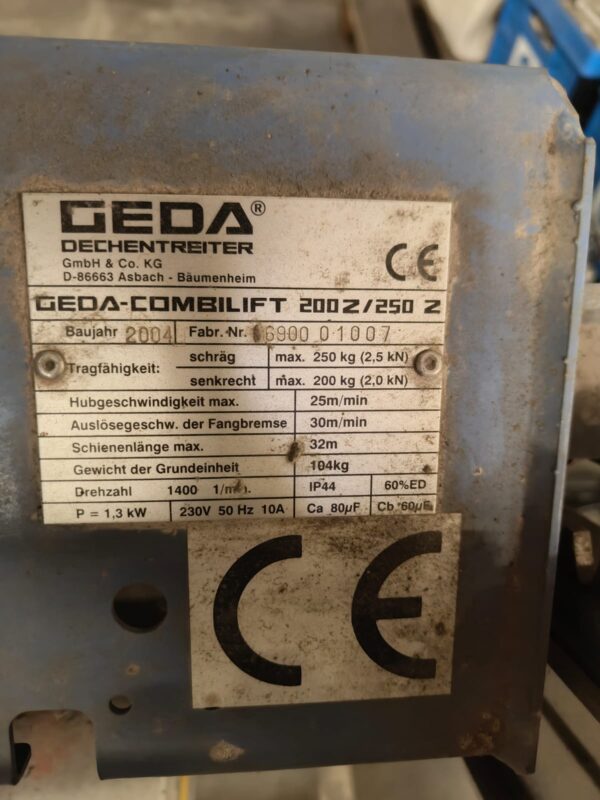 GEDA®
DECHENTREITER
GmbH & Co. KG
D-86663 Asbach - Bäumenheim
CE
GEDA-COMBILIFT 200Z/250 Z
Baujahr 2004 Fabr. Nr. 6900 01007
Tragfähigkeit: schräg max. 250 kg (2,5 kN)
senkrecht max. 200 kg (2,0 kN)
Hubgeschwindigkeit max. 25m/min
Auslösegeschw. der Fangbremse 30m/min
Schienenlänge max. 32m
Gewicht der Grundeinheit 104kg
Drehzahl 1400 1/min. IP44 60%ED
P = 1,3 kW 230V 50 Hz 10A Ca 80µF Cb 60µF
CE